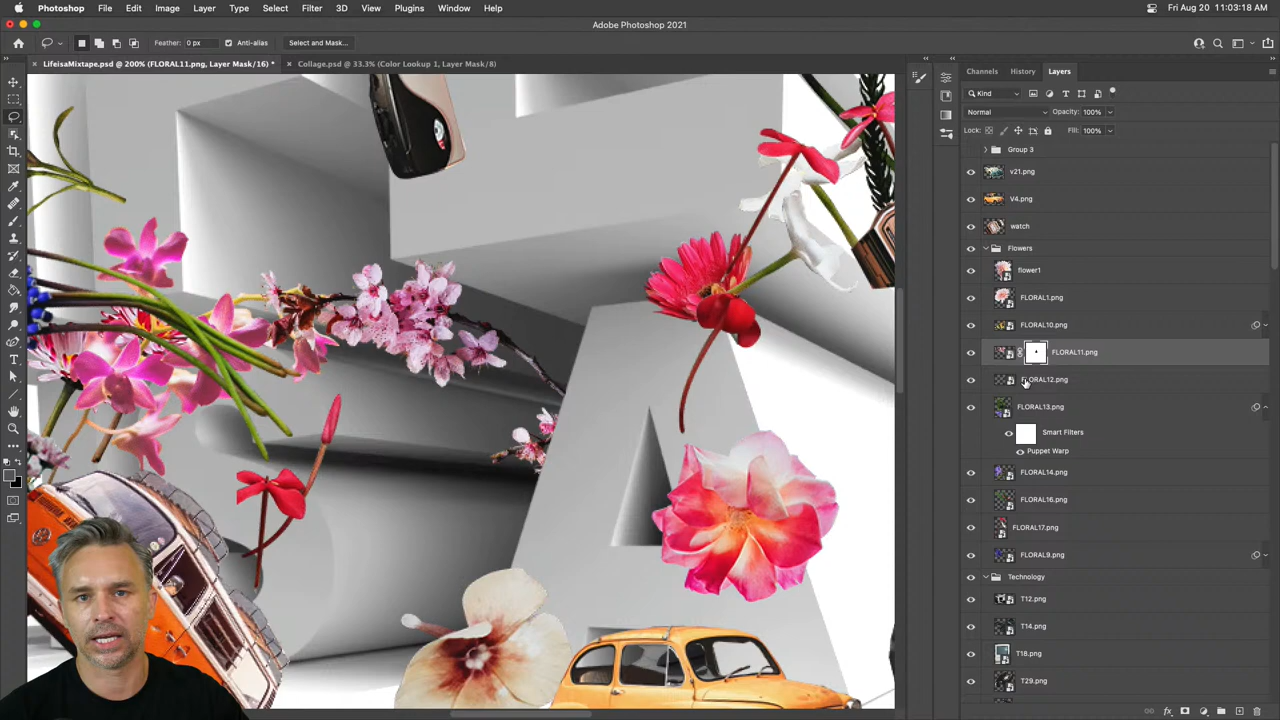 Photoshop File Edit Image Layer Type Select Filter 3D View Plugins Window Help Fri Aug 20 11:03:18 AM
Adobe Photoshop 2021
Feather: 0 px Anti-alias Select and Mask...
LifeisaMixtape.psd @ 200% (FLORAL11.png, Layer Mask/16) * Collage.psd @ 33.3% (Color Lookup 1, Layer Mask/8)
Channels History Layers
Kind
Normal Opacity: 100%
Lock: Fill: 100%
Group 3
v21.png
V4.png
watch
Flowers
flower1
FLORAL1.png
FLORAL10.png
FLORAL11.png
FLORAL12.png
FLORAL13.png
Smart Filters
Puppet Warp
FLORAL14.png
FLORAL16.png
FLORAL17.png
FLORAL9.png
Technology
T12.png
T14.png
T18.png
T29.png